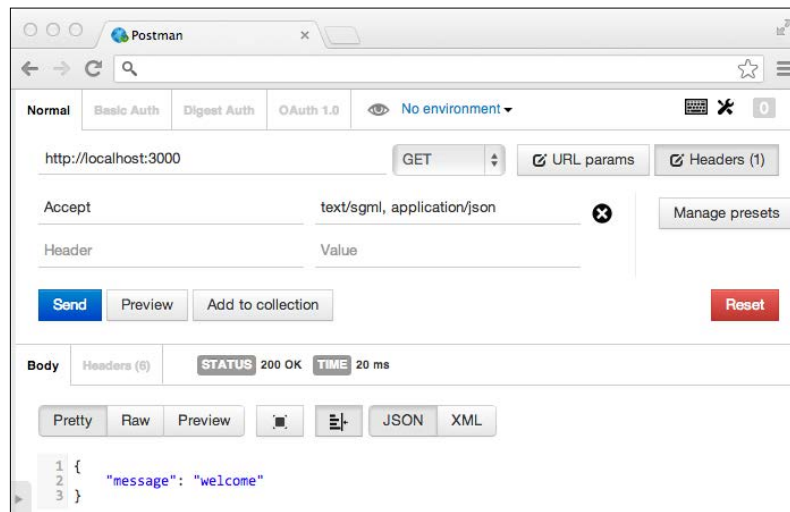 Postman
Normal Basic Auth Digest Auth OAuth 1.0 No environment 0
http://localhost:3000 GET URL params Headers (1)
Accept text/sgml, application/json Manage presets
Header Value
Send Preview Add to collection Reset
Body Headers (6) STATUS 200 OK TIME 20 ms
Pretty Raw Preview JSON XML
1 {
2 "message": "welcome"
3 }